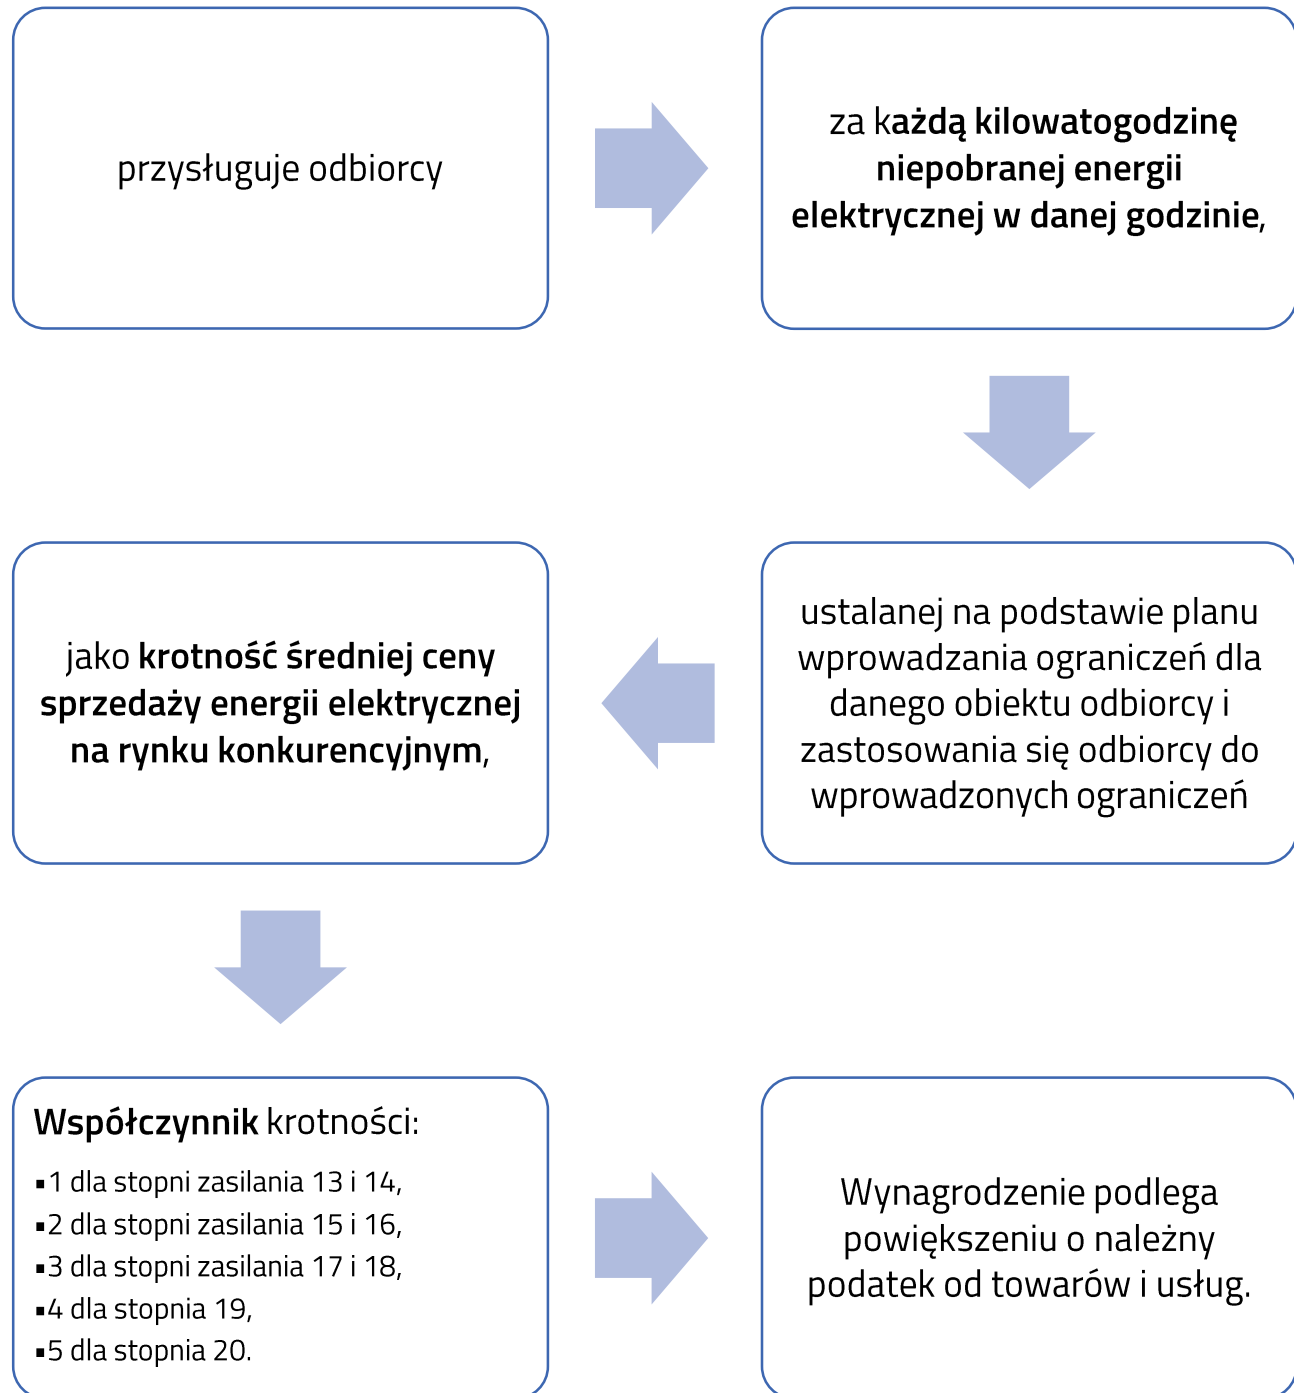 przysługuje odbiorcy
za każdą kilowatogodzinę
niepobranej energii
elektrycznej w danej godzinie,
ustalanej na podstawie planu
wprowadzania ograniczeń dla
danego obiektu odbiorcy i
zastosowania się odbiorcy do
wprowadzonych ograniczeń
jako krotność średniej ceny
sprzedaży energii elektrycznej
na rynku konkurencyjnym,
Współczynnik krotności:
▪1 dla stopni zasilania 13 i 14,
▪2 dla stopni zasilania 15 i 16,
▪3 dla stopni zasilania 17 i 18,
▪4 dla stopnia 19,
▪5 dla stopnia 20.
Wynagrodzenie podlega
powiększeniu o należny
podatek od towarów i usług.